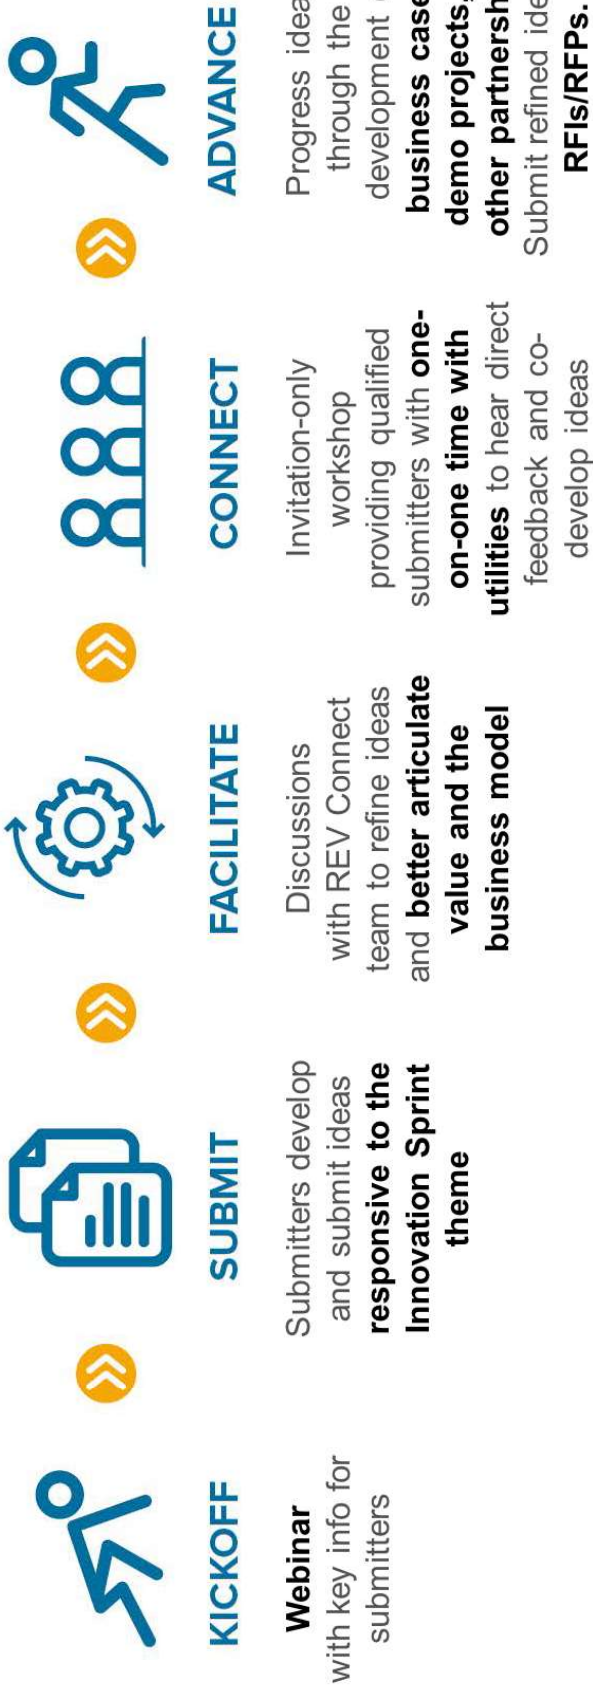 KICKOFF
Webinar
with key info for
submitters
SUBMIT
Submitters develop
and submit ideas
responsive to the
Innovation Sprint
theme
FACILITATE
Discussions
with REV Connect
team to refine ideas
and better articulate
value and the
business model
CONNECT
Invitation-only
workshop
providing qualified
submitters with one-
on-one time with
utilities to hear direct
feedback and co-
develop ideas
ADVANCE
Progress
through the
development
business
demo projects,
other
Submit refined
RFIs/RFPs.